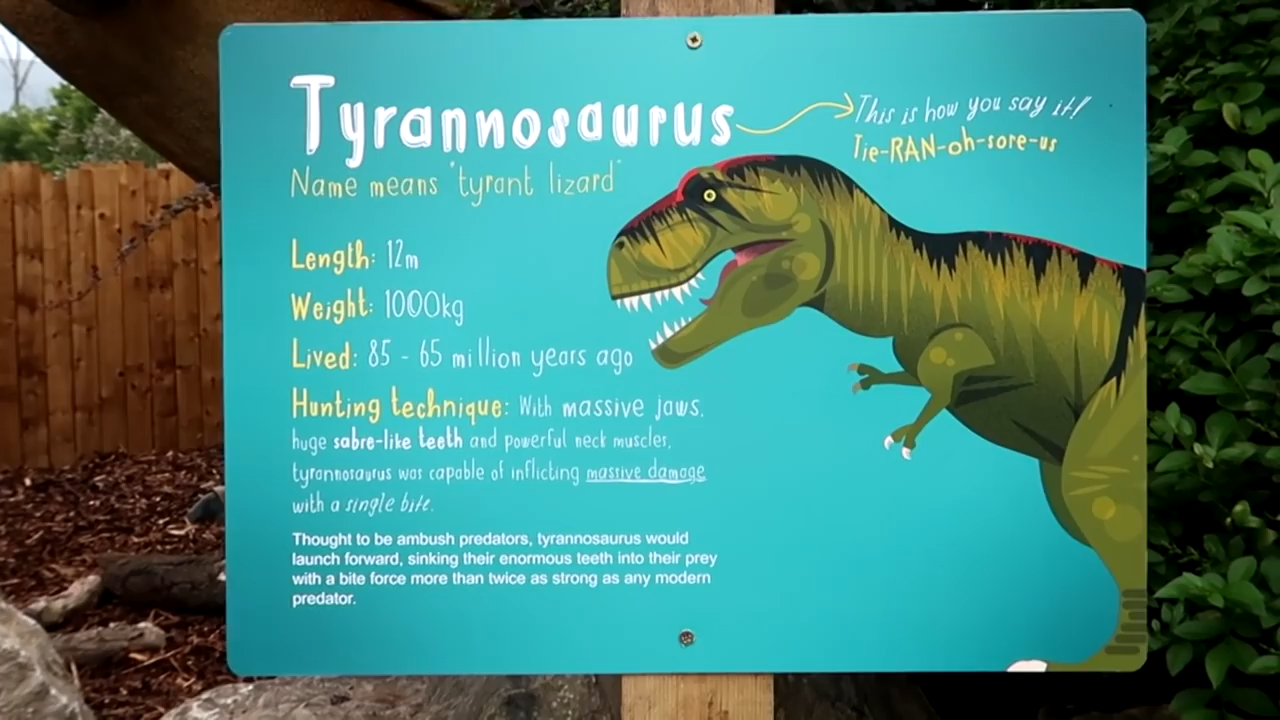 Tyrannosaurus
This is how you say it!
Tie-RAN-oh-sore-us
Name means "tyrant lizard"
Length: 12m
Weight: 1000kg
Lived: 85 - 65 million years ago
Hunting technique: With massive jaws,
huge sabre-like teeth and powerful neck muscles,
tyrannosaurus was capable of inflicting massive damage
with a single bite.
Thought to be ambush predators, tyrannosaurus would
launch forward, sinking their enormous teeth into their prey
with a bite force more than twice as strong as any modern
predator.